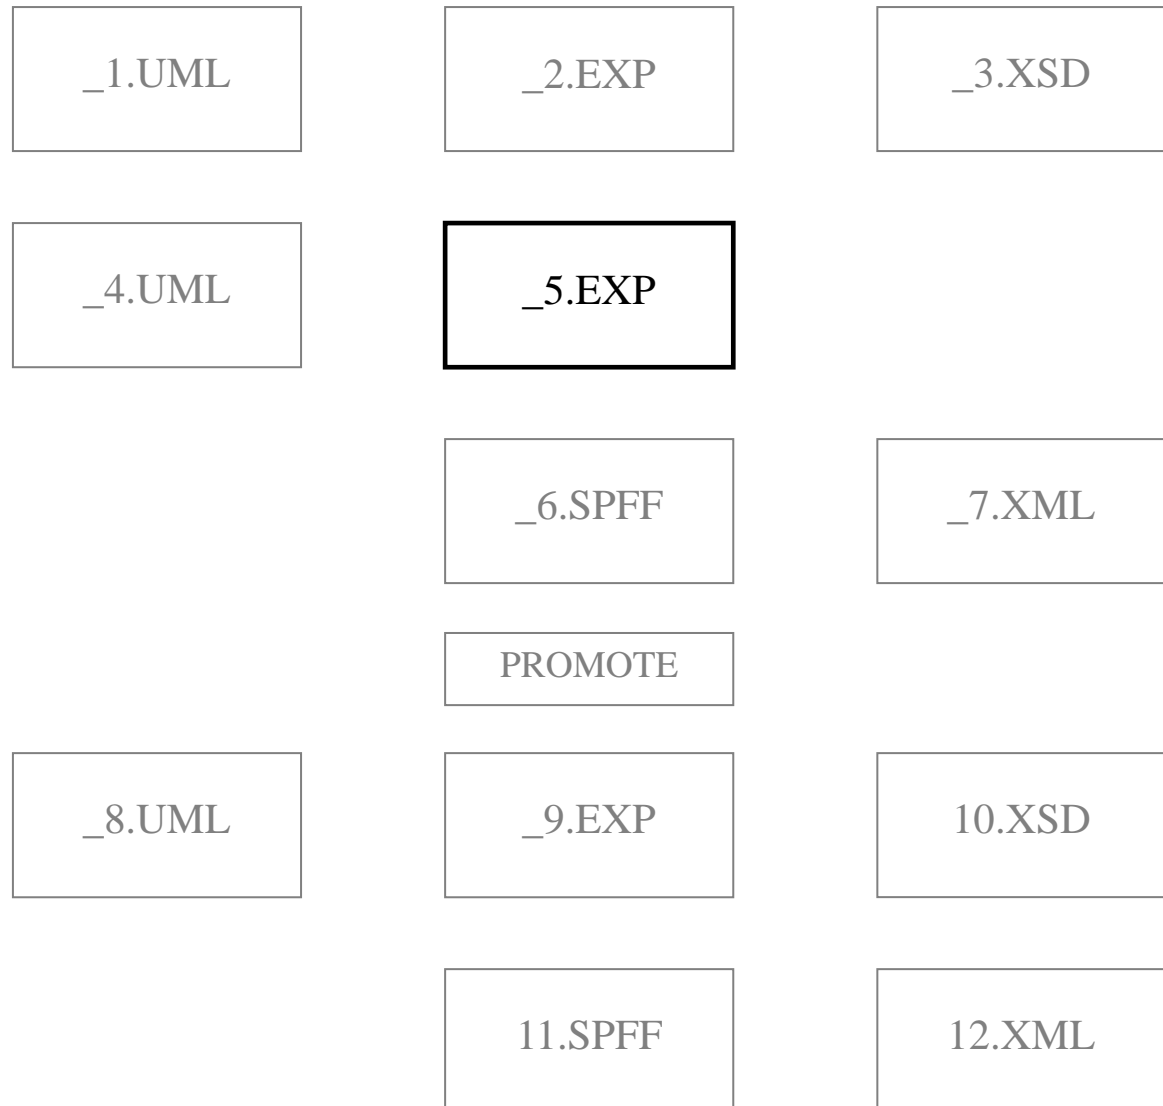 _1.UML
_2.EXP
_3.XSD
_4.UML
_5.EXP
_6.SPFF
_7.XML
PROMOTE
_8.UML
_9.EXP
10.XSD
11.SPFF
12.XML